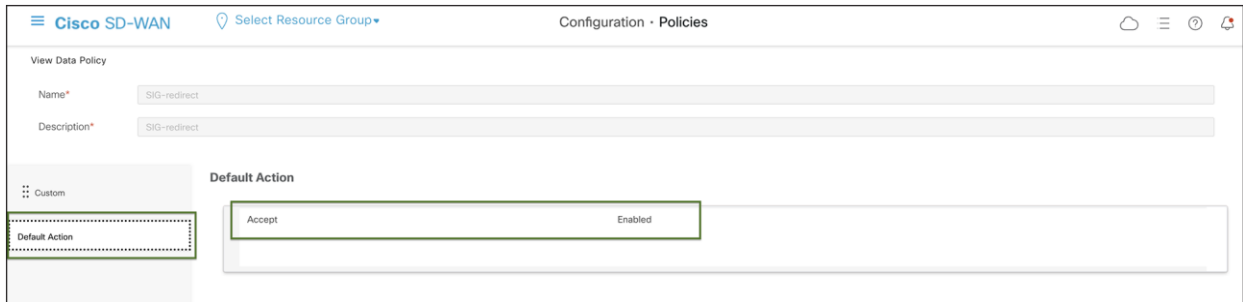 Cisco SD-WAN
Select Resource Group
Configuration · Policies
View Data Policy
Name* SIG-redirect
Description* SIG-redirect
Custom
Default Action
Default Action
Accept Enabled